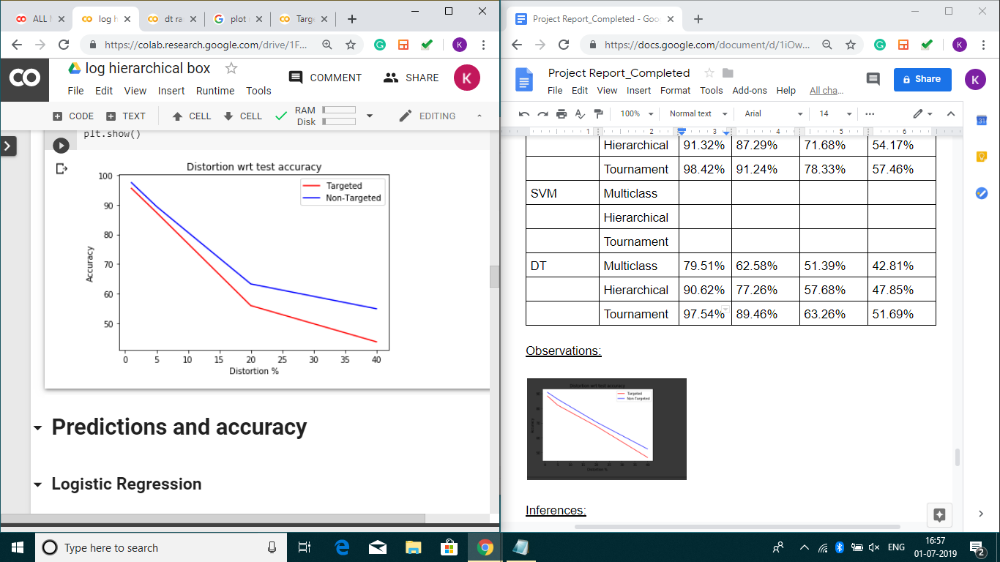 ALL
log h
dt ra
plot
Targe
https://colab.research.google.com/drive/1F...
K
CO
log hierarchical box
COMMENT
SHARE
K
File Edit View Insert Runtime Tools
CODE TEXT CELL CELL RAM
Disk
EDITING
plt.show()
Distortion wrt test accuracy
Targeted
Non-Targeted
100
90
80
70
60
50
Accuracy
0 5 10 15 20 25 30 35 40
Distortion %
Predictions and accuracy
Logistic Regression
Project Report_Completed - Goo
https://docs.google.com/document/d/1iOw...
K
Project Report_Completed
Share
K
File Edit View Insert Format Tools Add-ons Help All cha...
100% Normal text Arial 14
1 2 3 4 5 6
31
Hierarchical 91.32% 87.29% 71.68% 54.17%
Tournament 98.42% 91.24% 78.33% 57.46%
SVM Multiclass
Hierarchical
Tournament
DT Multiclass 79.51% 62.58% 51.39% 42.81%
Hierarchical 90.62% 77.26% 57.68% 47.85%
Tournament 97.54% 89.46% 63.26% 51.69%
Observations:
Distortion wrt test accuracy
Targeted
Non-Targeted
Distortion %
Inferences:
Type here to search
ENG
16:57
01-07-2019
2